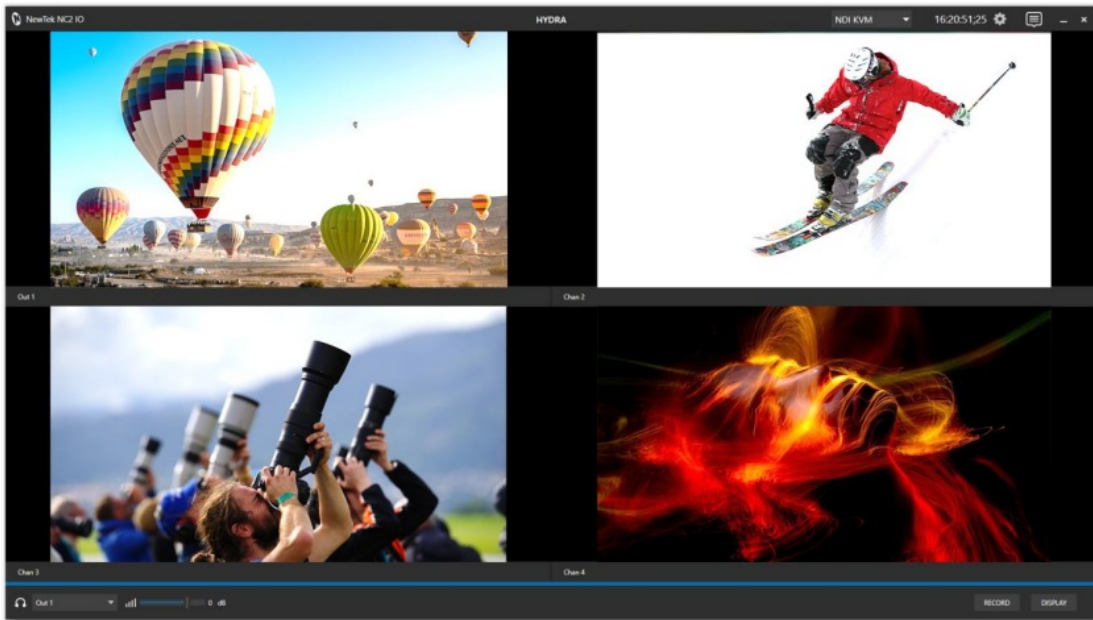 NewTek NC2 IO
HYDRA
NDI KVM
16:20:51;25
Out 1
Chan 2
Chan 3
Chan 4
Out 1
0 dB
RECORD
DISPLAY